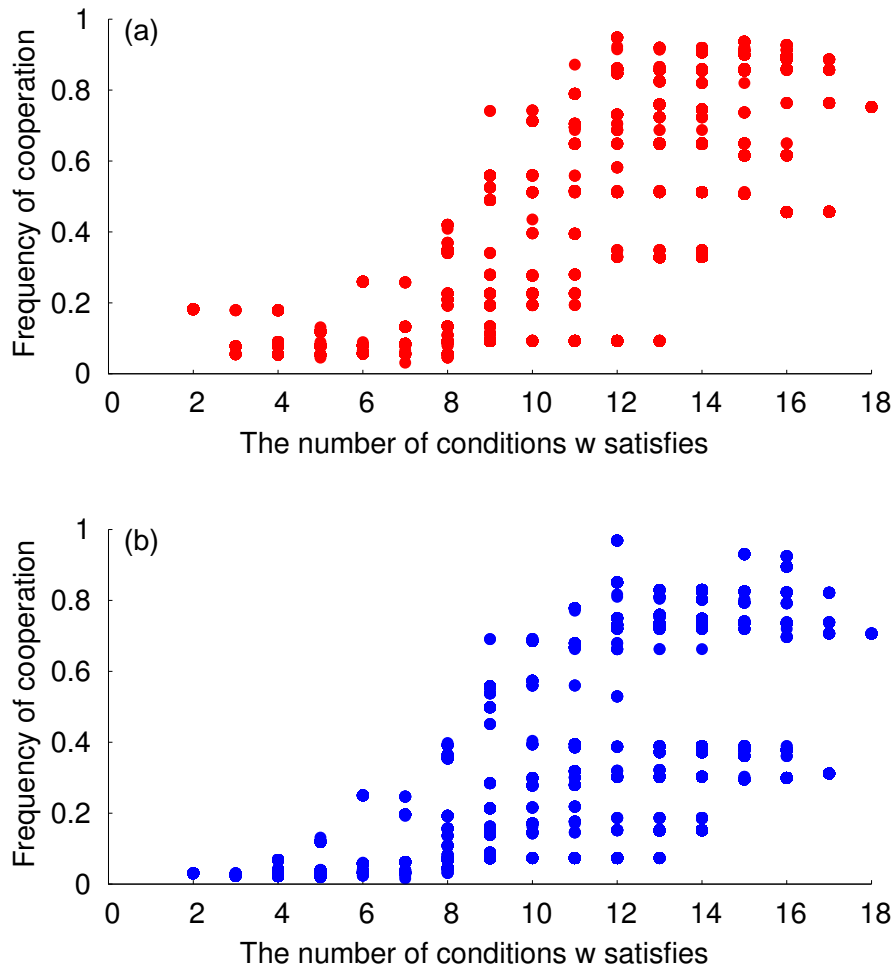 (a)
Frequency of cooperation
1
0.8
0.6
0.4
0.2
0
0 2 4 6 8 10 12 14 16 18
The number of conditions w satisfies
(b)
Frequency of cooperation
1
0.8
0.6
0.4
0.2
0
0 2 4 6 8 10 12 14 16 18
The number of conditions w satisfies